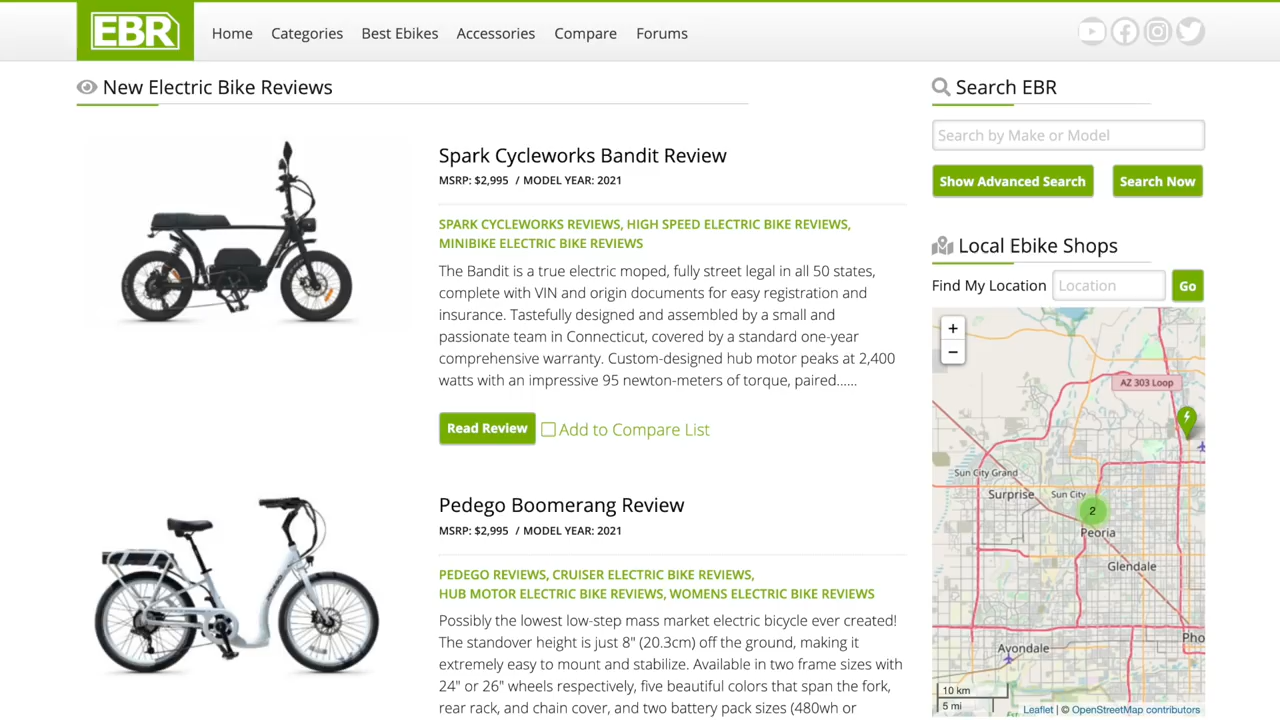 EBR
Home Categories Best Ebikes Accessories Compare Forums
New Electric Bike Reviews
Spark Cycleworks Bandit Review
MSRP: $2,995 / MODEL YEAR: 2021
SPARK CYCLEWORKS REVIEWS, HIGH SPEED ELECTRIC BIKE REVIEWS,
MINIBIKE ELECTRIC BIKE REVIEWS
The Bandit is a true electric moped, fully street legal in all 50 states,
complete with VIN and origin documents for easy registration and
insurance. Tastefully designed and assembled by a small and
passionate team in Connecticut, covered by a standard one-year
comprehensive warranty. Custom-designed hub motor peaks at 2,400
watts with an impressive 95 newton-meters of torque, paired......
Read Review Add to Compare List
Pedego Boomerang Review
MSRP: $2,995 / MODEL YEAR: 2021
PEDEGO REVIEWS, CRUISER ELECTRIC BIKE REVIEWS,
HUB MOTOR ELECTRIC BIKE REVIEWS, WOMENS ELECTRIC BIKE REVIEWS
Possibly the lowest low-step mass market electric bicycle ever created!
The standover height is just 8" (20.3cm) off the ground, making it
extremely easy to mount and stabilize. Available in two frame sizes with
24" or 26" wheels respectively, five beautiful colors that span the fork,
rear rack, and chain cover, and two battery pack sizes (480wh or
Search EBR
Search by Make or Model
Show Advanced Search Search Now
Local Ebike Shops
Find My Location Location Go
+
−
AZ 303 Loop
Sun City Grand
Surprise
Sun City
2
Peoria
Glendale
Pho
Avondale
10 km
5 mi
Leaflet | © OpenStreetMap contributors